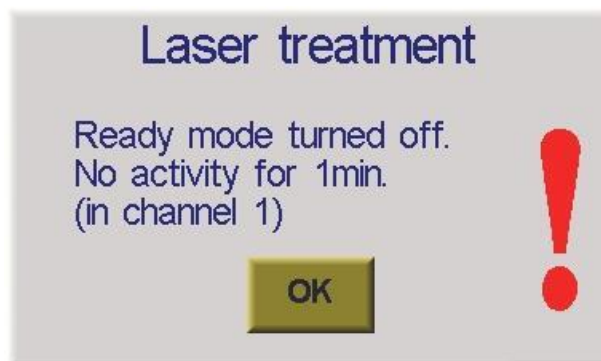 Laser treatment
Ready mode turned off.
No activity for 1min.
(in channel 1)
OK